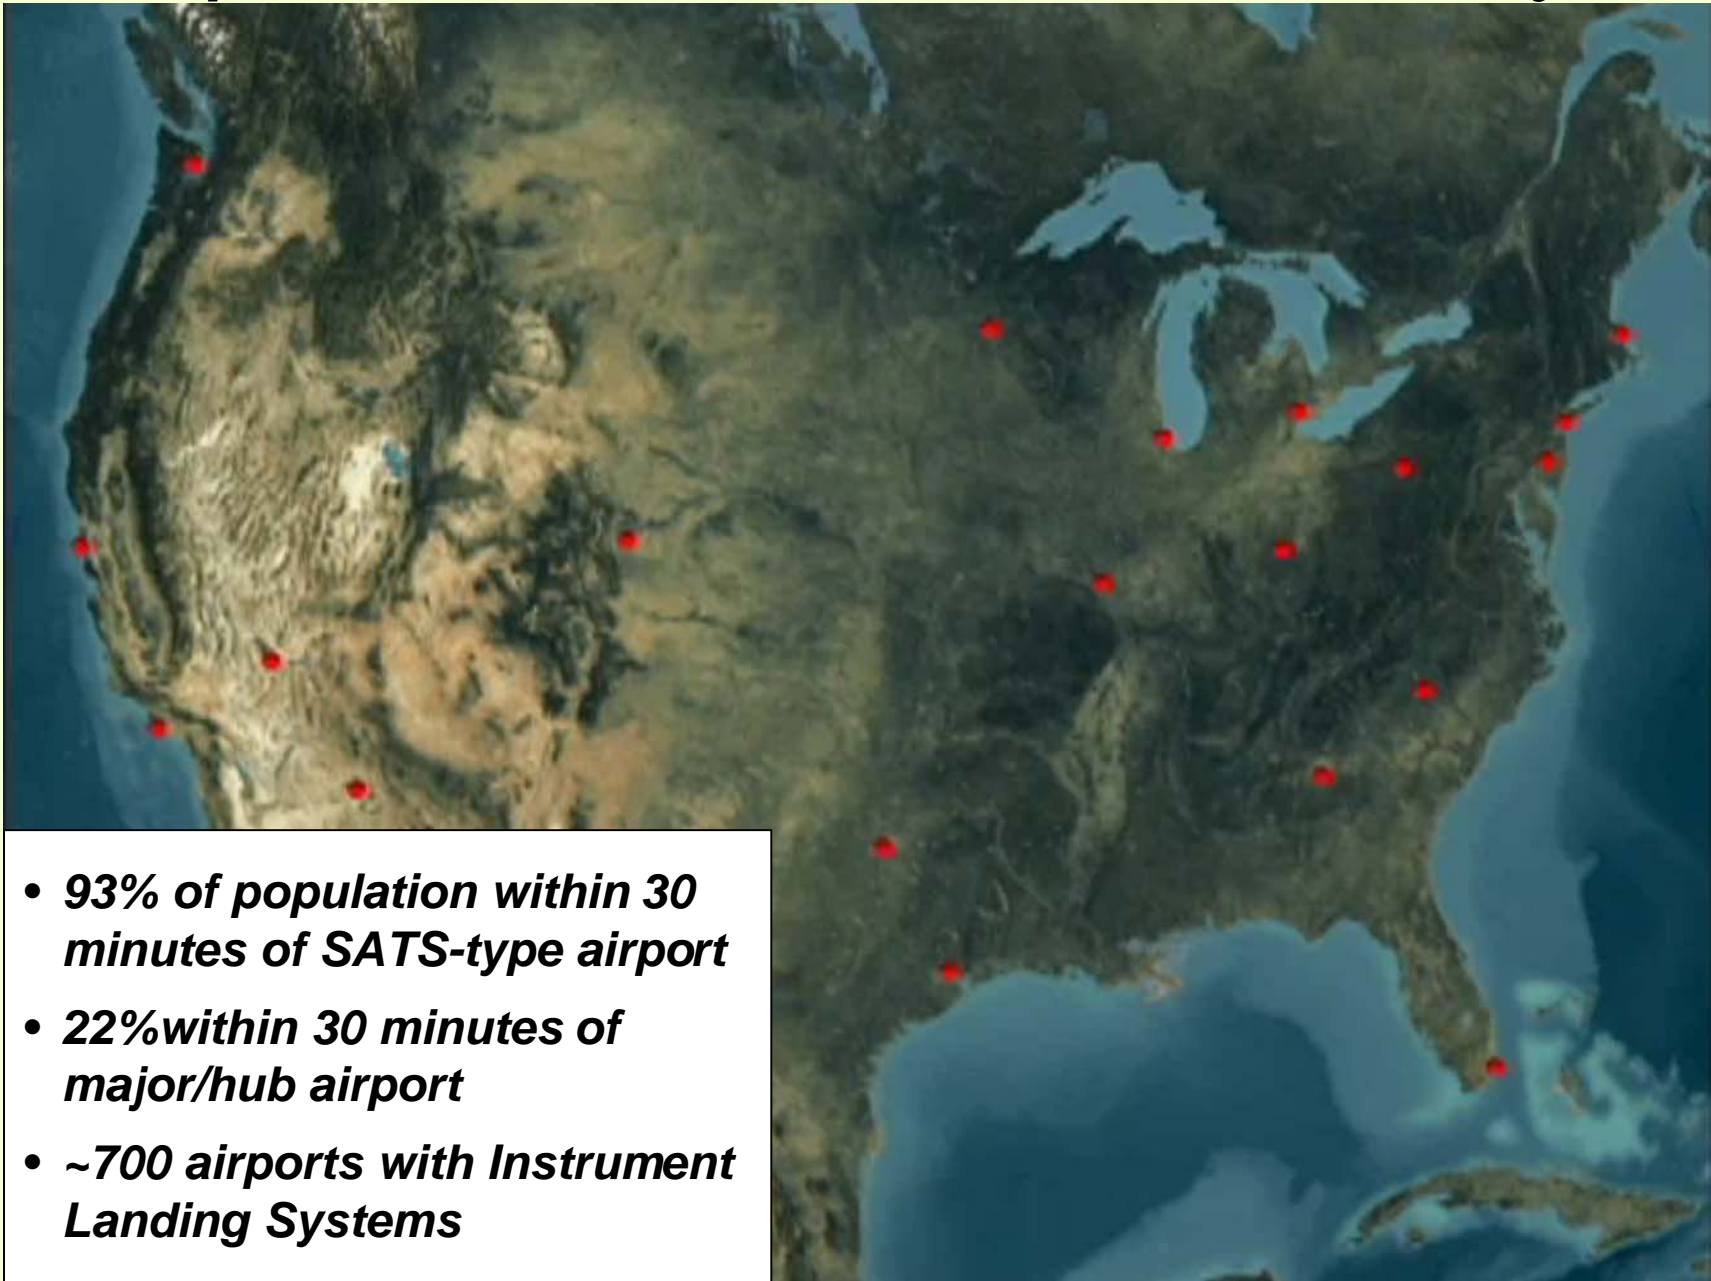 • 93% of population within 30
minutes of SATS-type airport
• 22%within 30 minutes of
major/hub airport
• ~700 airports with Instrument
Landing Systems